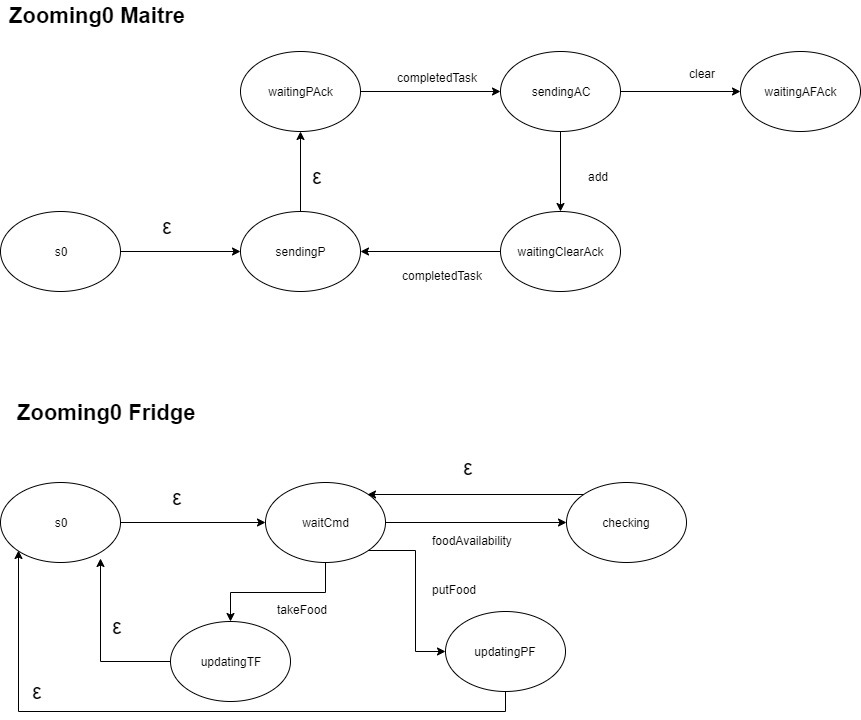 Zooming0 Maitre
waitingPAck
completedTask
sendingAC
clear
waitingAFAck
ε
add
s0
ε
sendingP
completedTask
waitingClearAck
Zooming0 Fridge
ε
s0
ε
waitCmd
foodAvailability
checking
takeFood
putFood
ε
updatingTF
updatingPF
ε